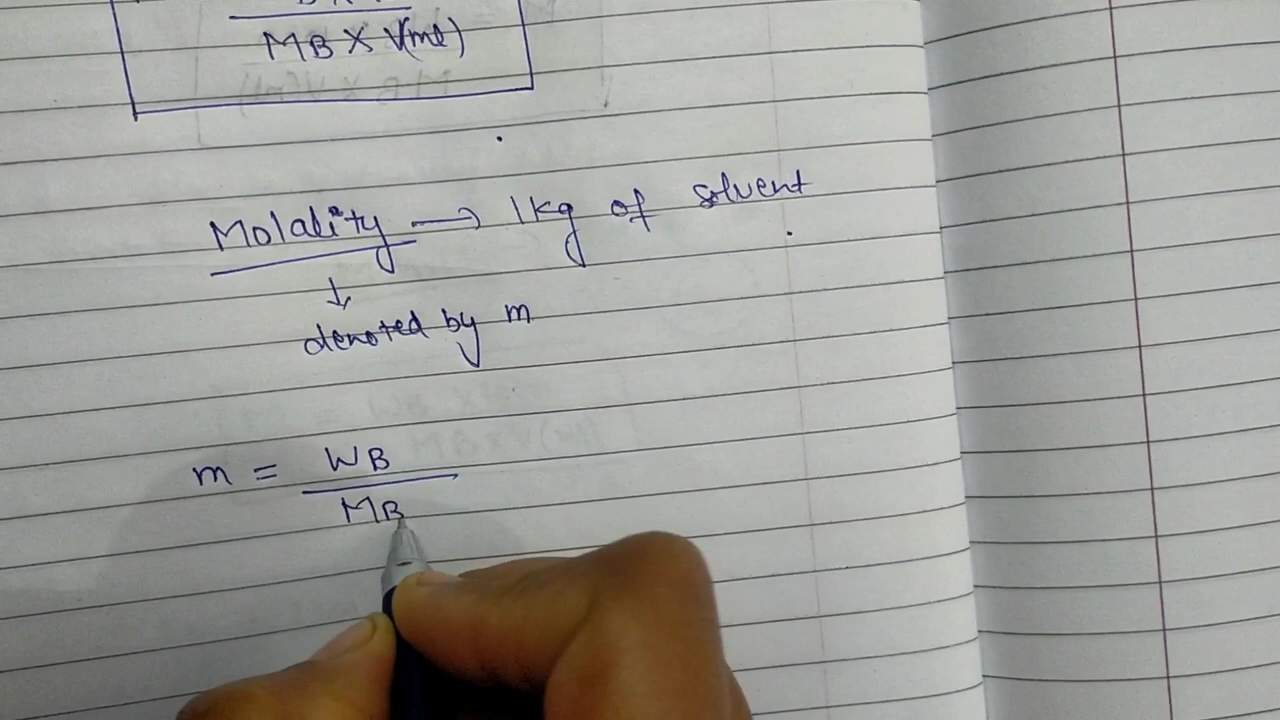 MB X V(ml)
Molality → 1kg of solvent
↓
denoted by m
m = WB
MB